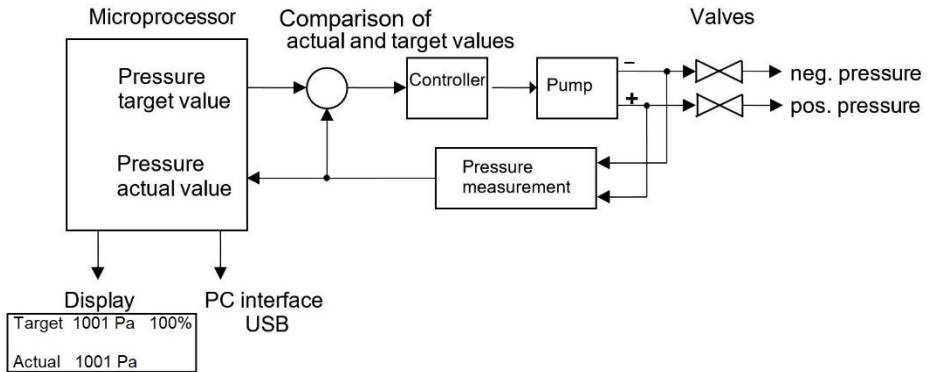 Microprocessor
Comparison of
actual and target values
Valves
Pressure
target value
Controller
Pump
−
+
neg. pressure
pos. pressure
Pressure
actual value
Pressure
measurement
Display
PC interface
USB
Target 1001 Pa 100%
Actual 1001 Pa